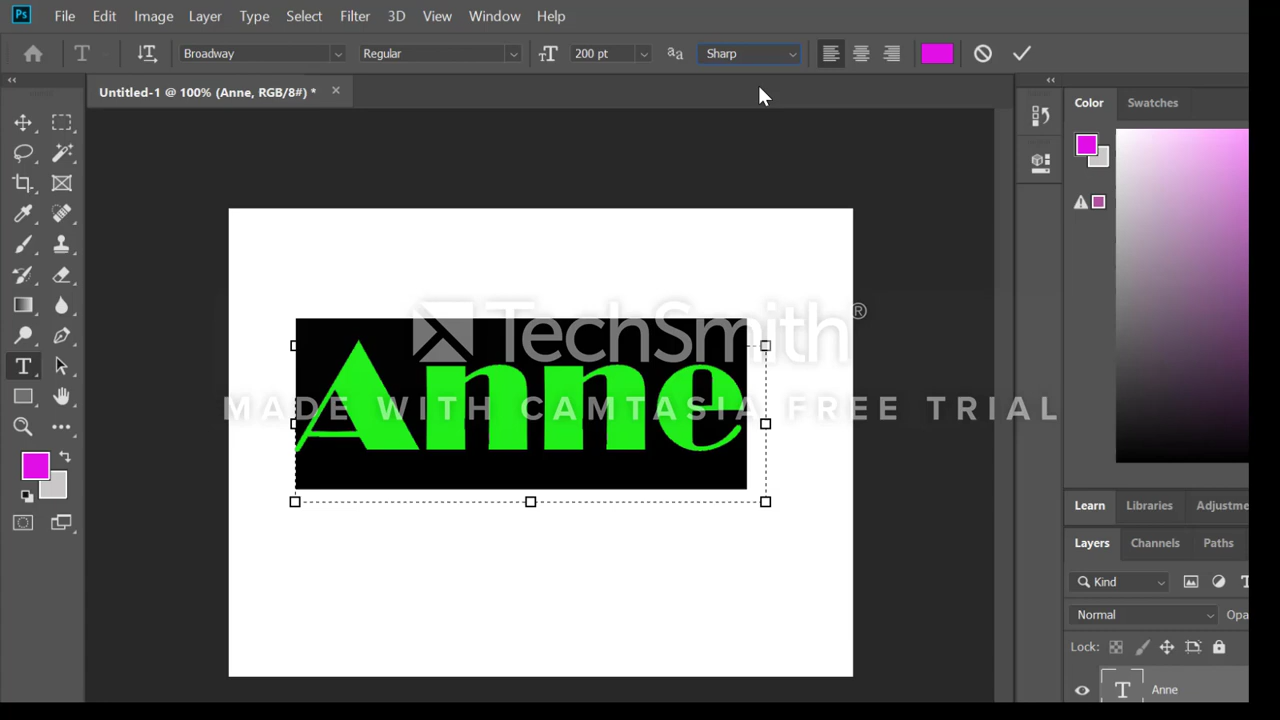 Ps File Edit Image Layer Type Select Filter 3D View Window Help
T Broadway Regular 200 pt aa Sharp
Untitled-1 @ 100% (Anne, RGB/8#) *
Color Swatches
Anne
TechSmith®
MADE WITH CAMTASIA FREE TRIAL
Learn Libraries Adjustme
Layers Channels Paths
Kind
Normal Opa
Lock:
T Anne